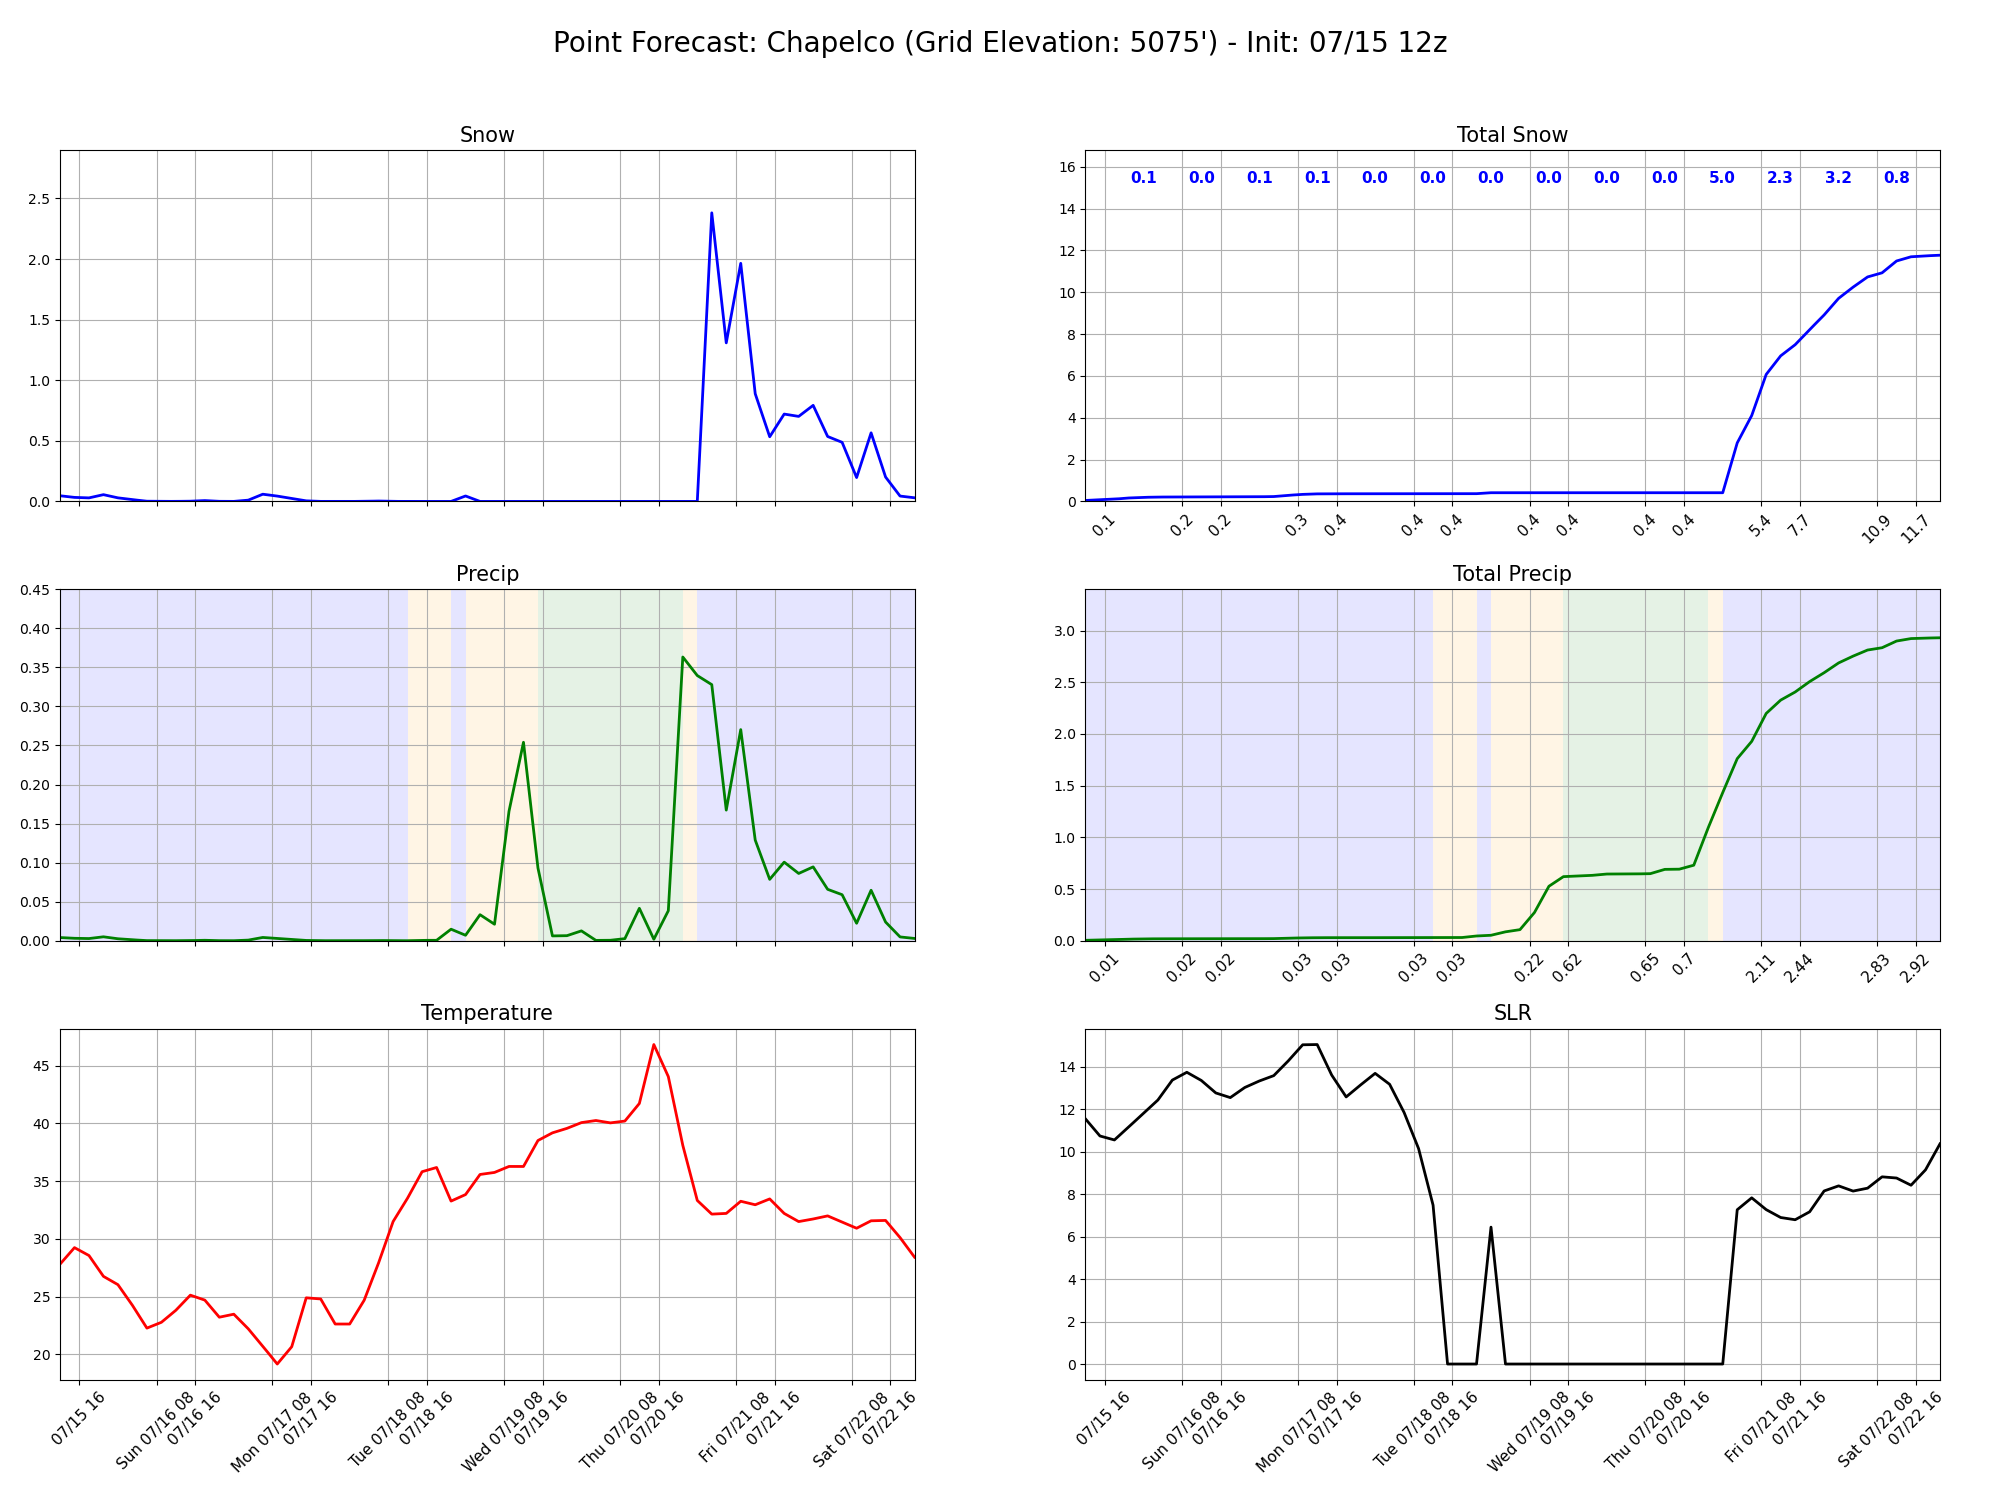 Point Forecast: Chapelco (Grid Elevation: 5075') - Init: 07/15 12z
Snow
2.5
2.0
1.5
1.0
0.5
0.0
Total Snow
16
14
12
10
8
6
4
2
0
0.1 0.0 0.1 0.1 0.0 0.0 0.0 0.0 0.0 0.0 5.0 2.3 3.2 0.8
0.1 0.2 0.2 0.3 0.4 0.4 0.4 0.4 0.4 0.4 0.4 5.4 7.7 10.9 11.7
Precip
0.45
0.40
0.35
0.30
0.25
0.20
0.15
0.10
0.05
0.00
Total Precip
3.0
2.5
2.0
1.5
1.0
0.5
0.0
0.01 0.02 0.02 0.03 0.03 0.03 0.03 0.22 0.62 0.65 0.7 2.11 2.44 2.83 2.92
Temperature
45
40
35
30
25
20
07/15 16
Sun 07/16 08
07/16 16
Mon 07/17 08
07/17 16
Tue 07/18 08
07/18 16
Wed 07/19 08
07/19 16
Thu 07/20 08
07/20 16
Fri 07/21 08
07/21 16
Sat 07/22 08
07/22 16
SLR
14
12
10
8
6
4
2
0
07/15 16
Sun 07/16 08
07/16 16
Mon 07/17 08
07/17 16
Tue 07/18 08
07/18 16
Wed 07/19 08
07/19 16
Thu 07/20 08
07/20 16
Fri 07/21 08
07/21 16
Sat 07/22 08
07/22 16